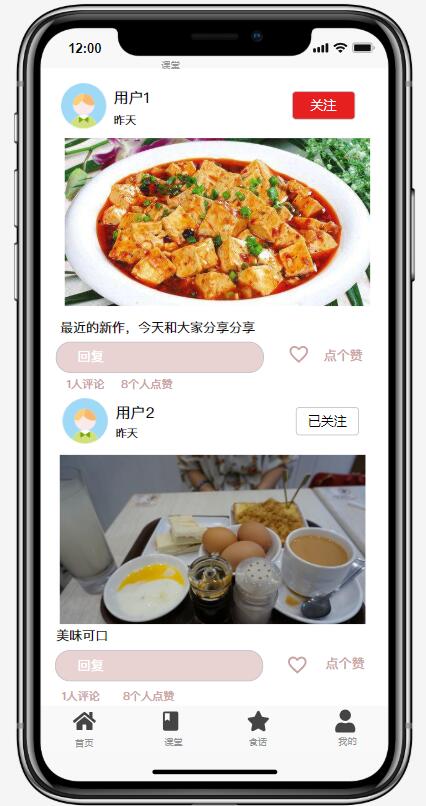 12:00
课堂
用户1
关注
昨天
最近的新作，今天和大家分享分享
回复
点个赞
1人评论 8个人点赞
用户2
已关注
昨天
美味可口
回复
点个赞
1人评论 8个人点赞
首页 课堂 食话 我的